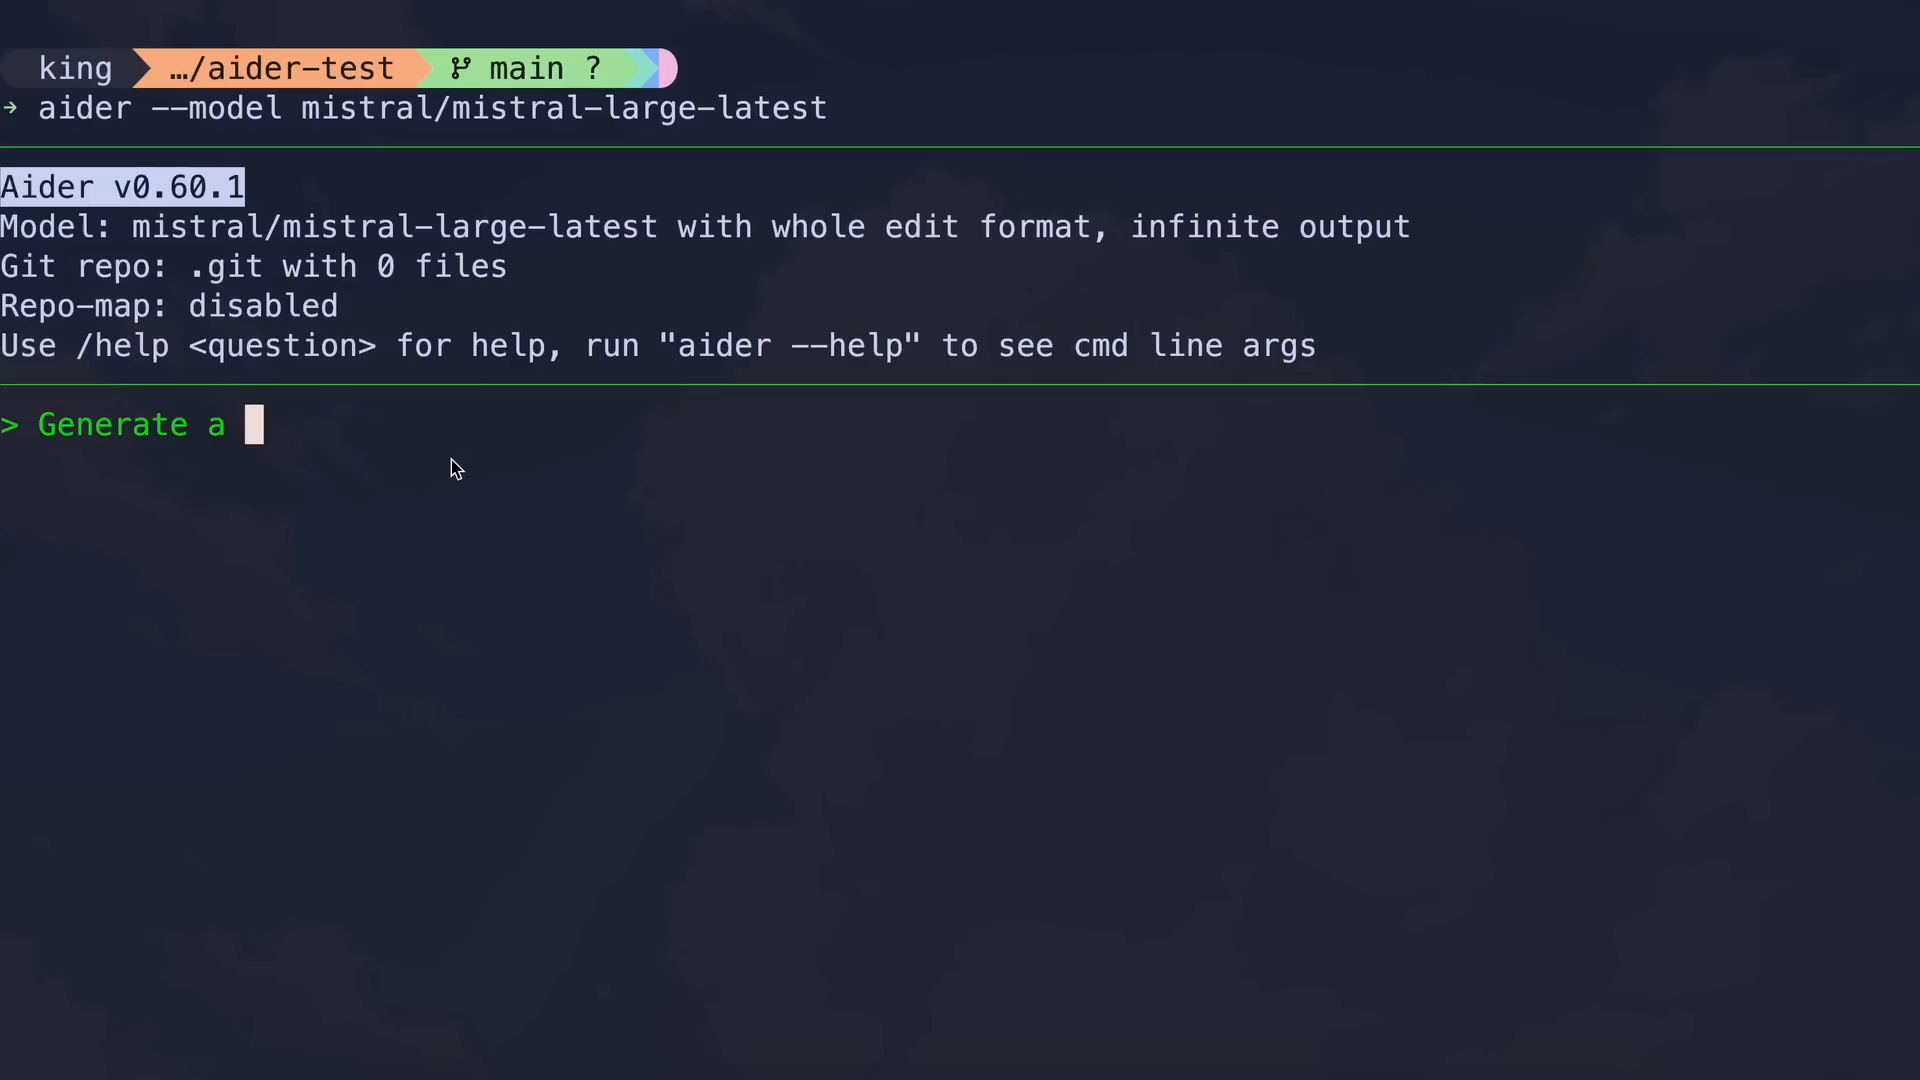 king …/aider-test main ?
→ aider --model mistral/mistral-large-latest
Aider v0.60.1
Model: mistral/mistral-large-latest with whole edit format, infinite output
Git repo: .git with 0 files
Repo-map: disabled
Use /help <question> for help, run "aider --help" to see cmd line args
> Generate a